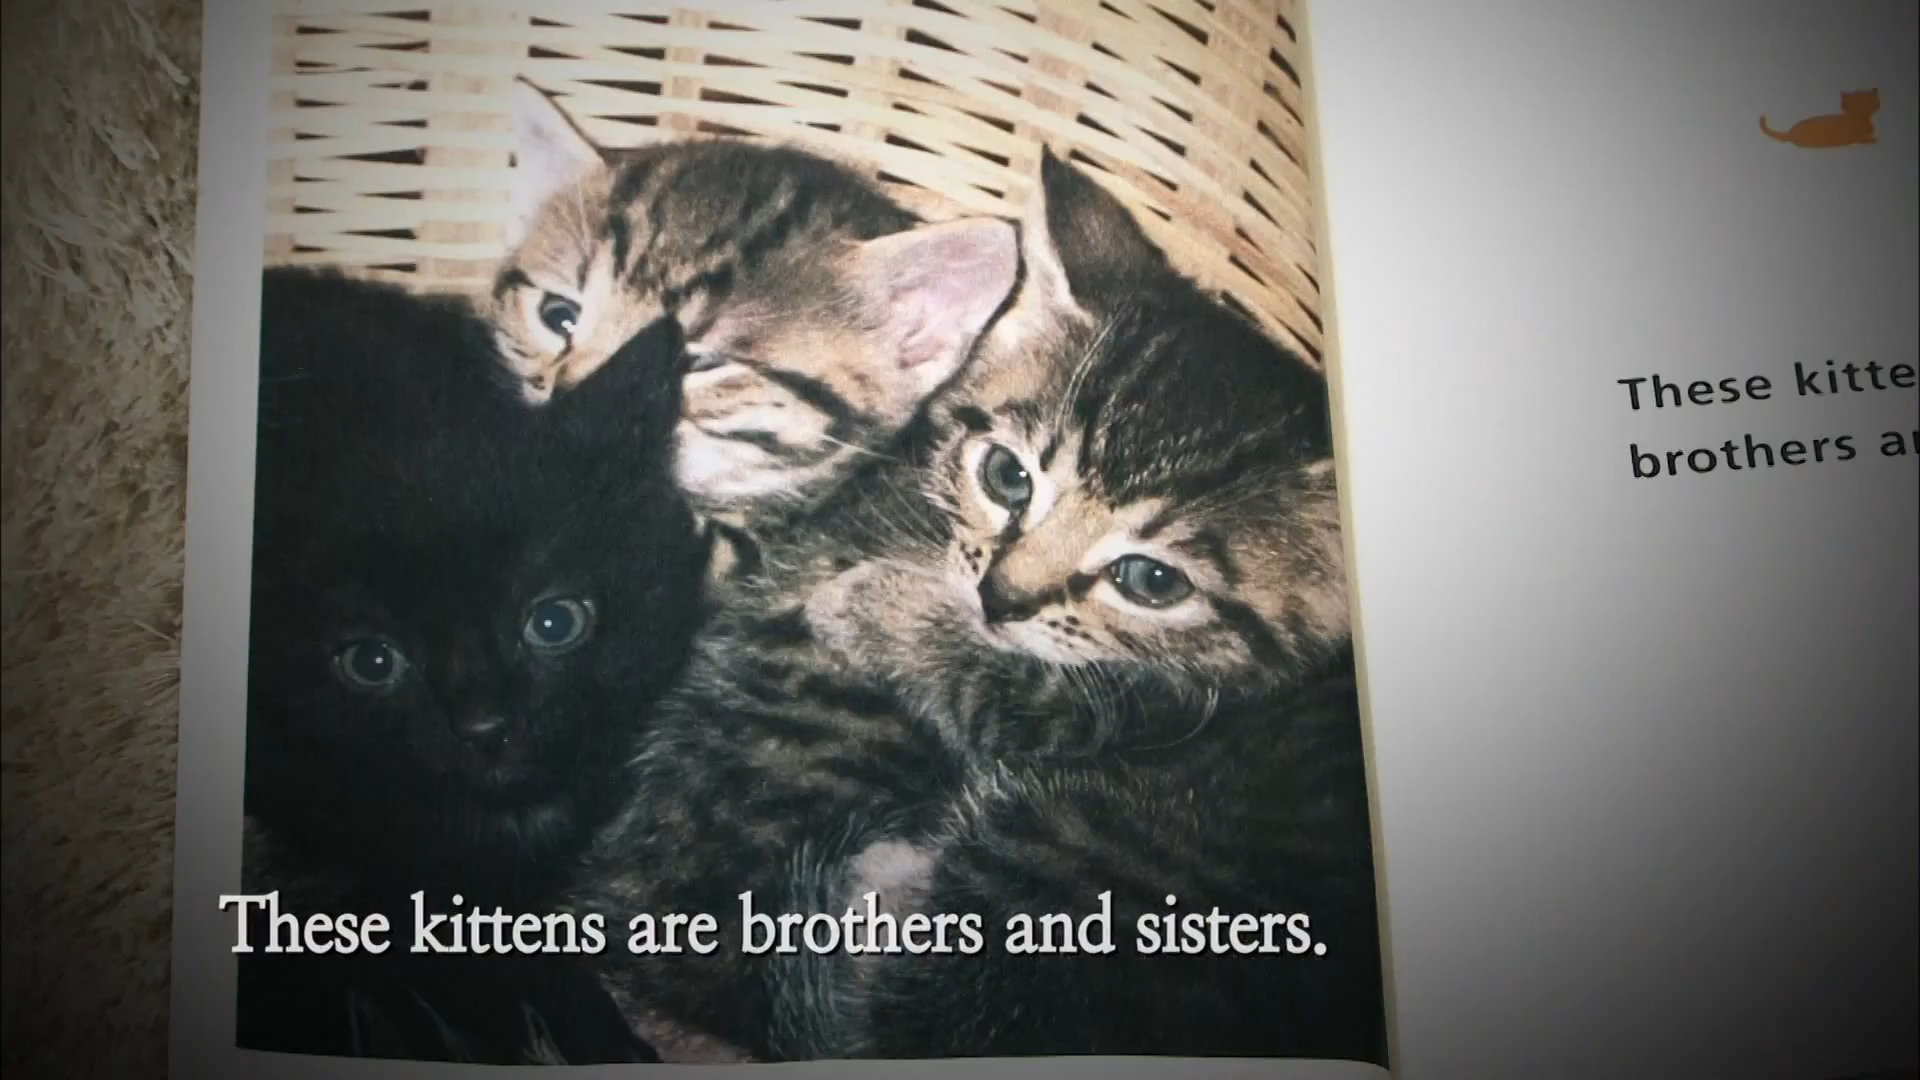 These kitte
brothers a
These kittens are brothers and sisters.